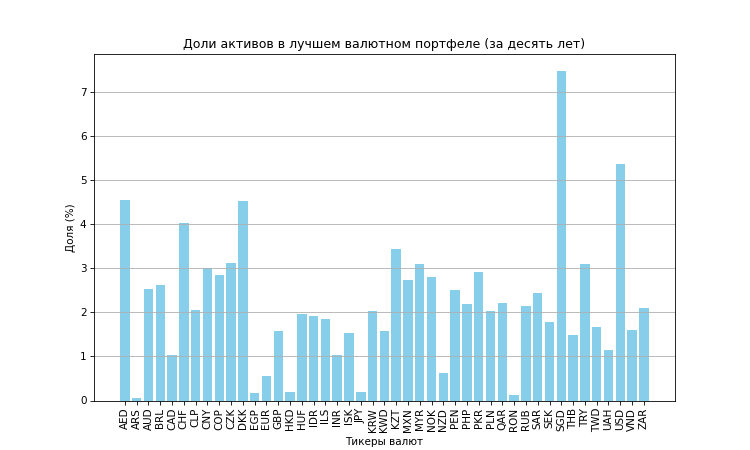 Доли активов в лучшем валютном портфеле (за десять лет)
Доля (%)
7
6
5
4
3
2
1
0
AED ARS AUD BRL CAD CHF CLP CNY COP CZK DKK EGP EUR GBP HKD HUF IDR ILS INR ISK JPY KRW KWD KZT MXN MYR NOK NZD PEN PHP PKR PLN QAR RON RUB SAR SEK SGD THB TRY TWD UAH USD VND ZAR
Тикеры валют